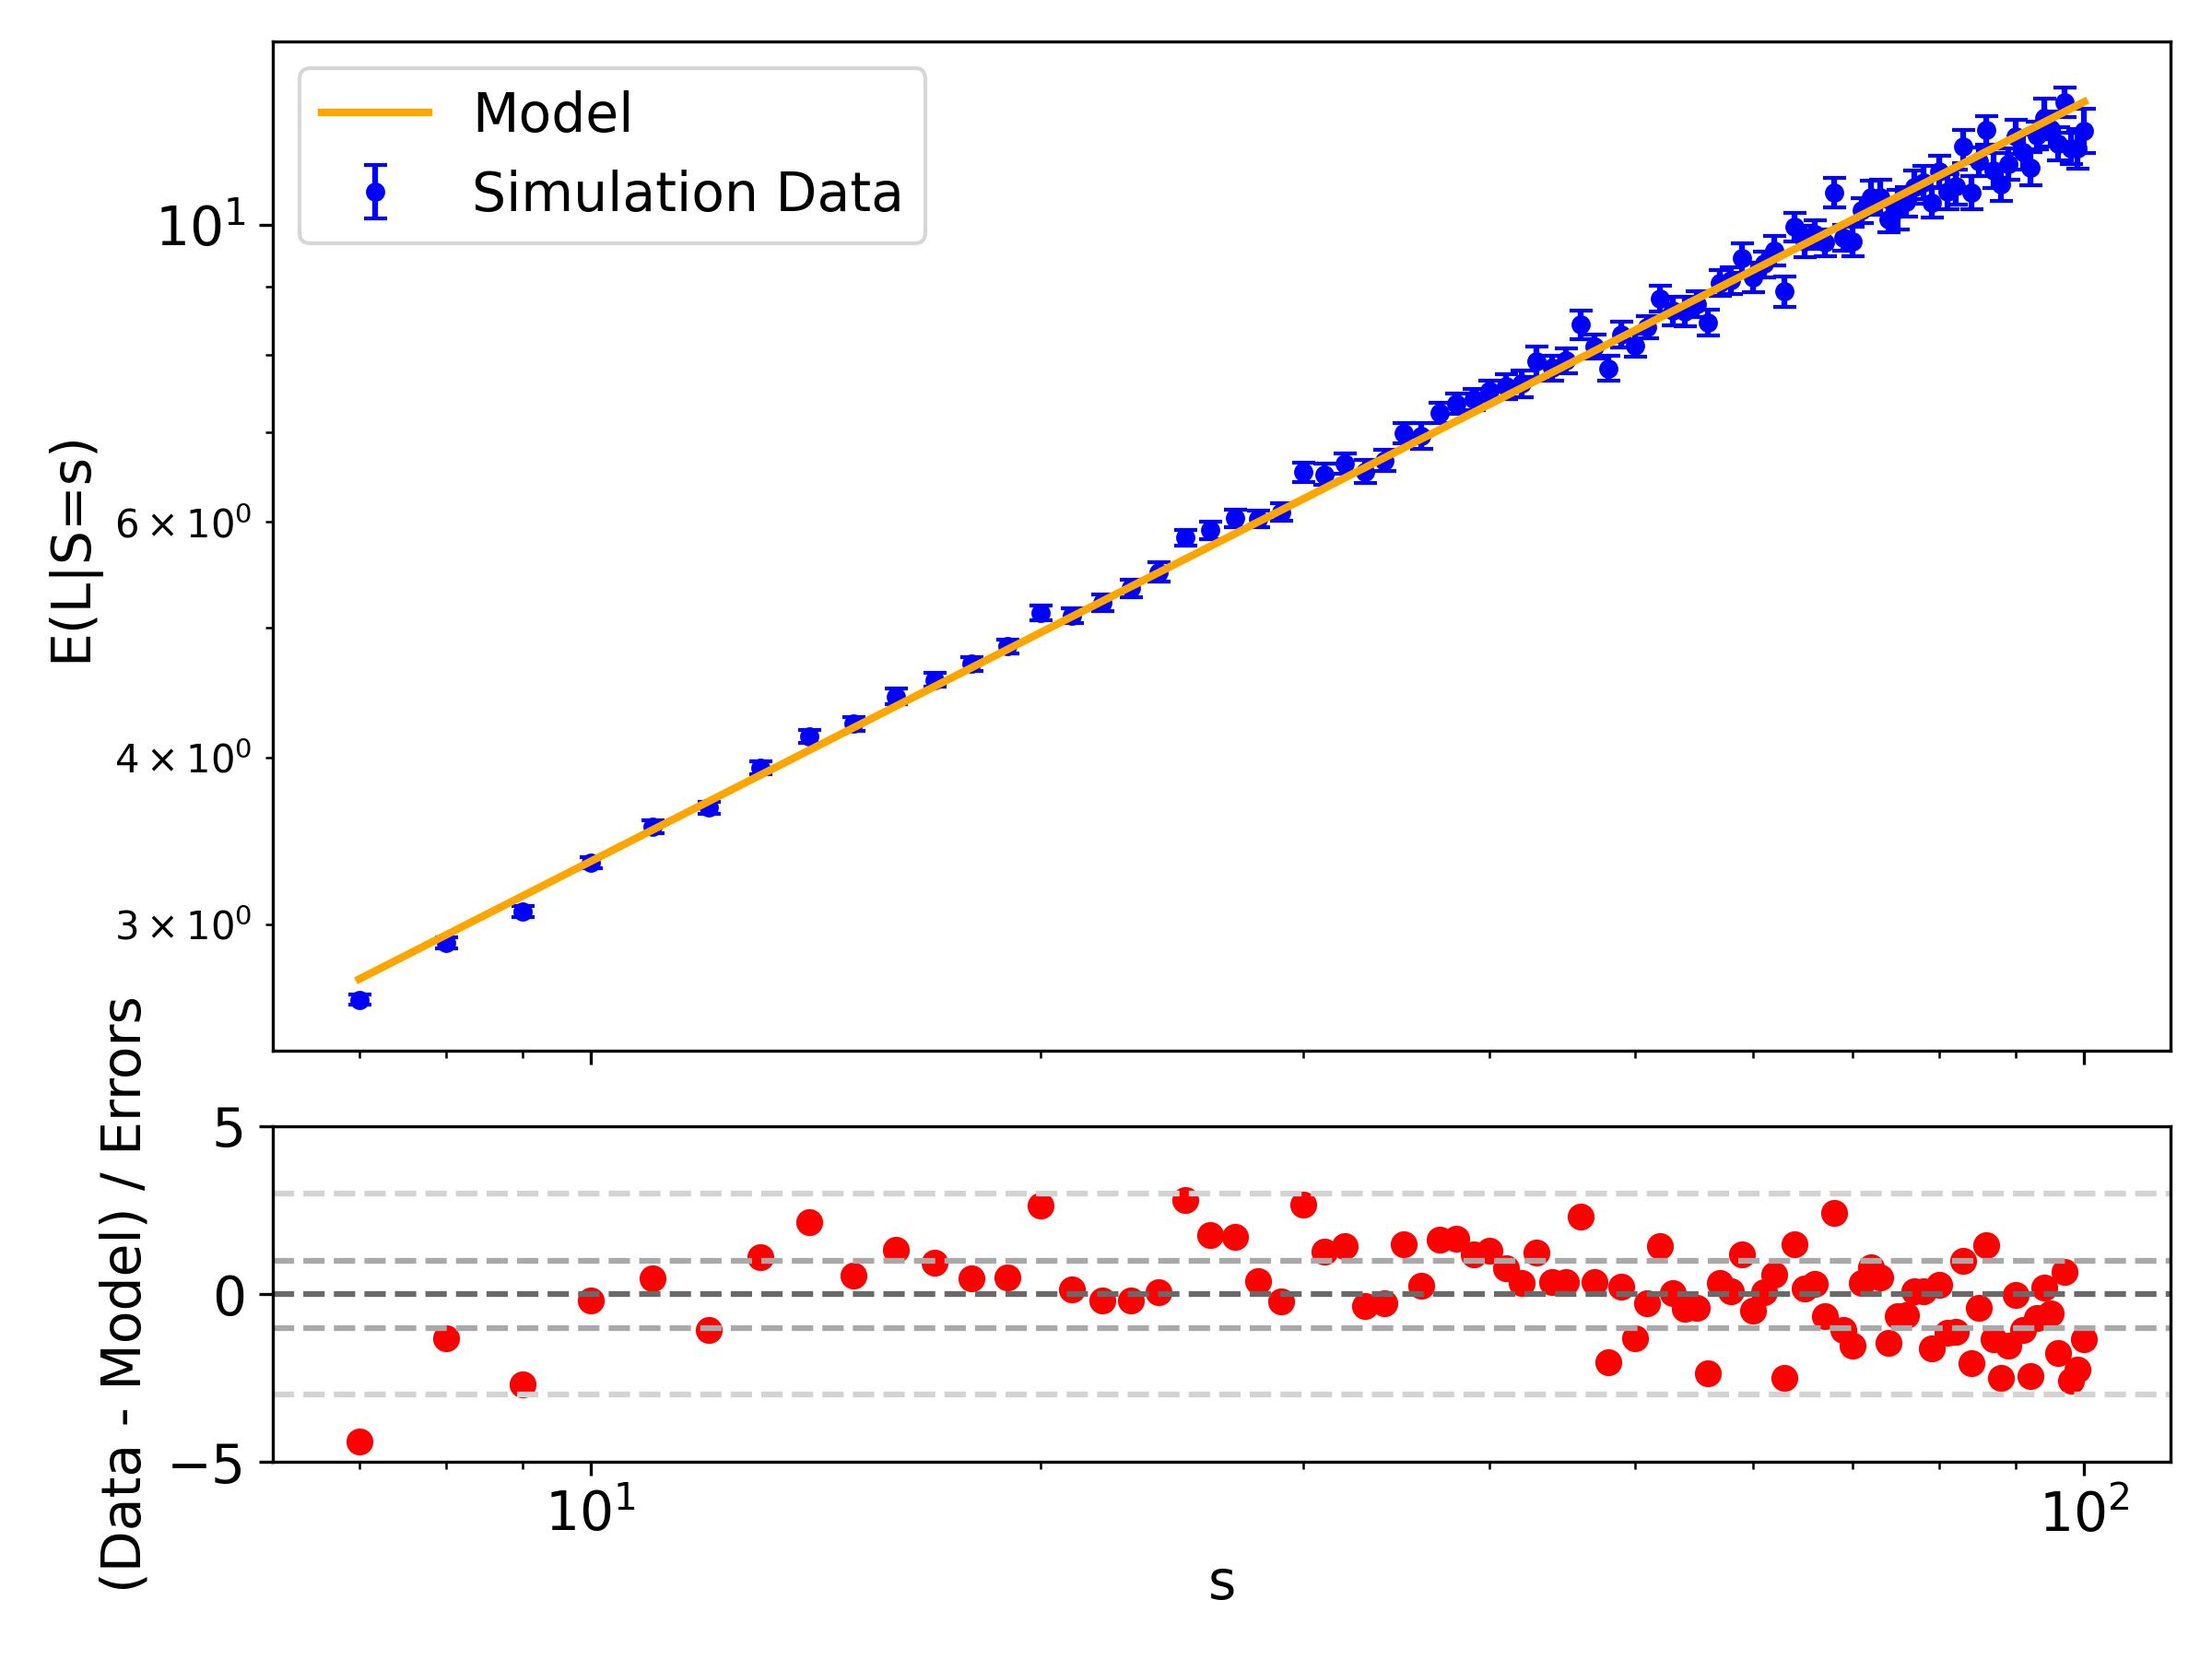 Model
Simulation Data
E(L|S=s)
10¹
6 × 10⁰
4 × 10⁰
3 × 10⁰
(Data - Model) / Errors
5
0
−5
10¹
10²
s